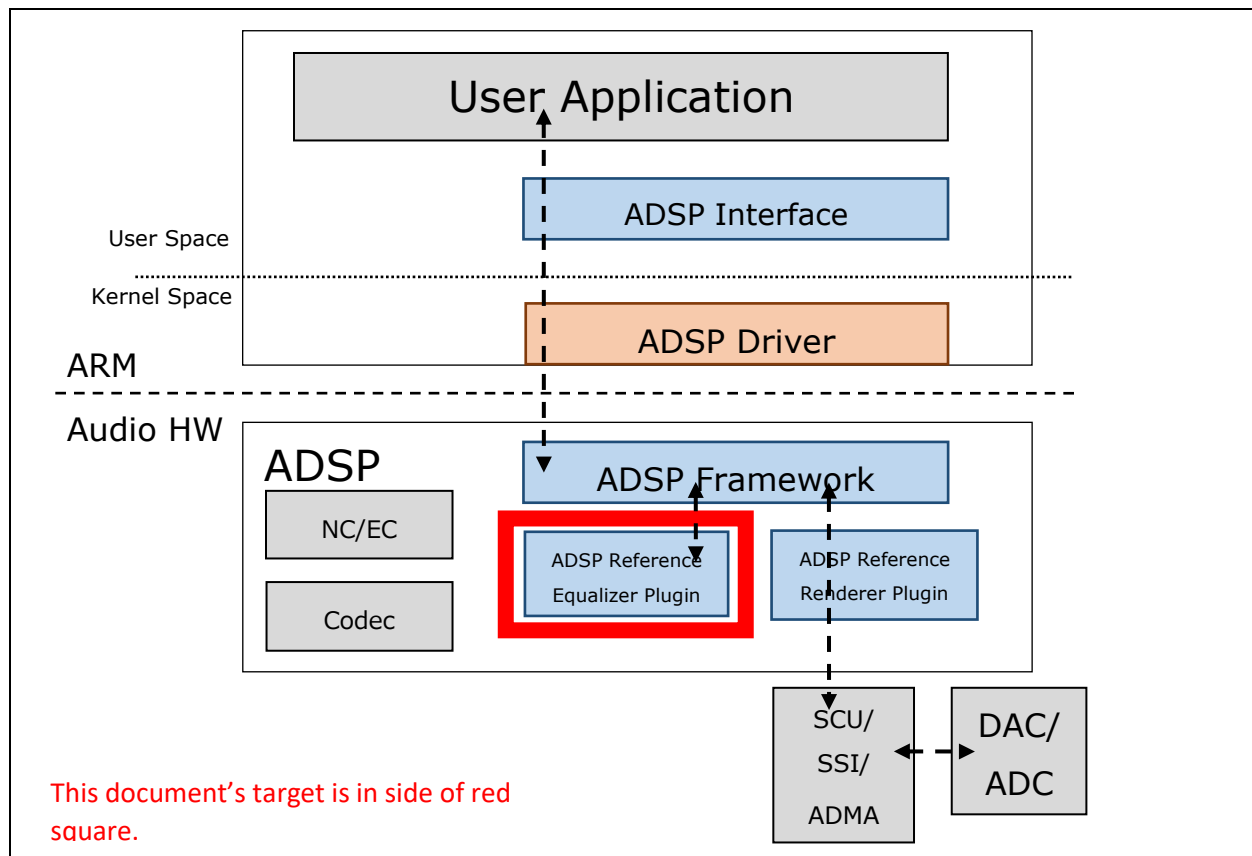 User Application
ADSP Interface
User Space
Kernel Space
ADSP Driver
ARM
Audio HW
ADSP
ADSP Framework
NC/EC
ADSP Reference
Equalizer Plugin
ADSP Reference
Renderer Plugin
Codec
SCU/
SSI/
ADMA
DAC/
ADC
This document’s target is in side of red
square.